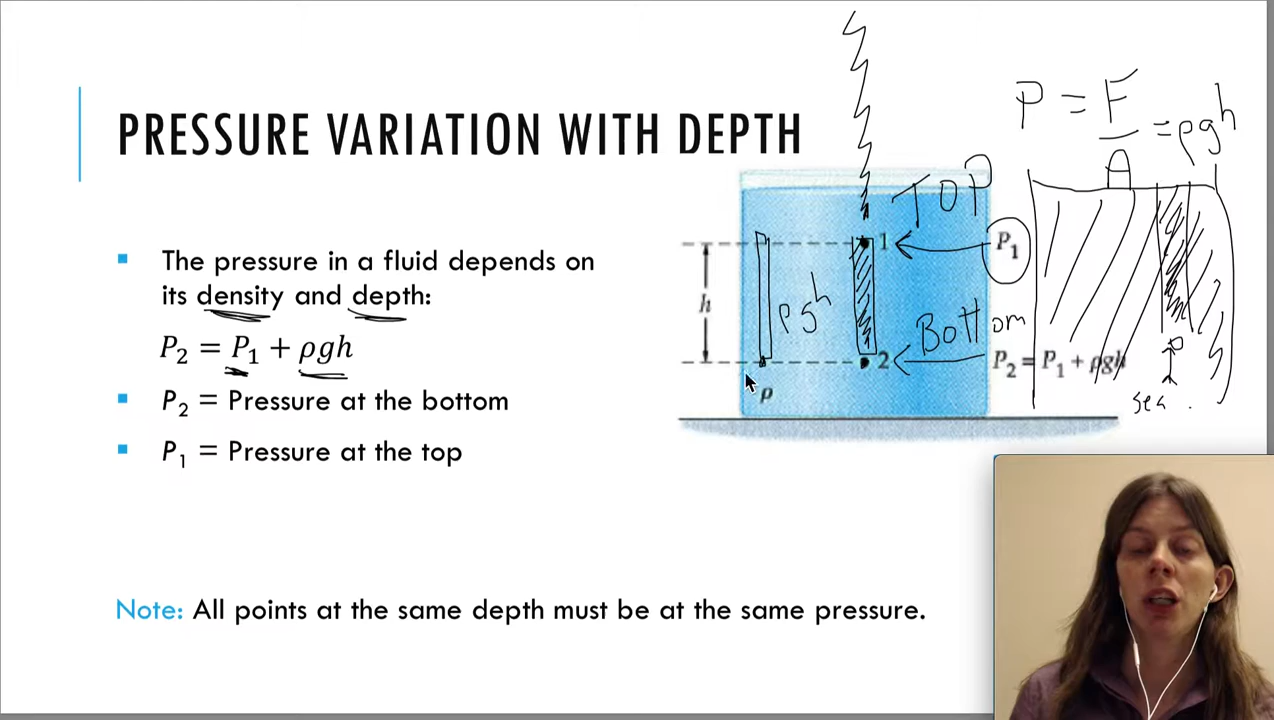 PRESSURE VARIATION WITH DEPTH
The pressure in a fluid depends on
its density and depth:
P₂ = P₁ + ρgh
P₂ = Pressure at the bottom
P₁ = Pressure at the top
Note: All points at the same depth must be at the same pressure.
P = F/A = ρgh
TOP
1
P₁
h
ρgh
Bottom
2
P₂ = P₁ + ρgh
ρ
sea